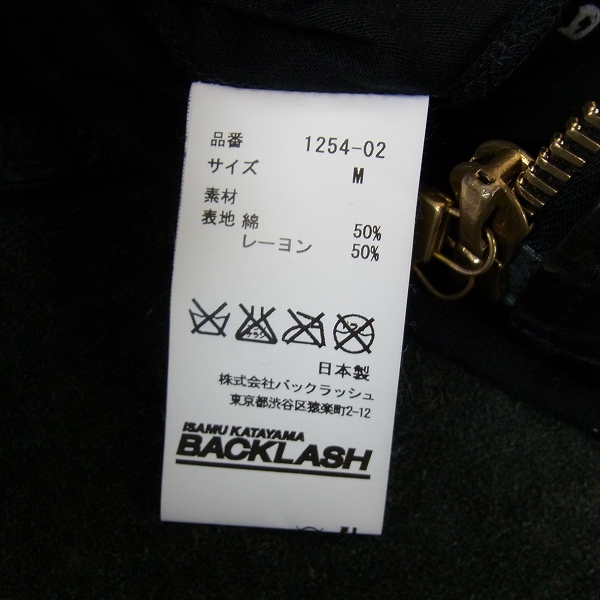 品番 1254-02
サイズ M
素材
表地 綿 50%
レーヨン 50%
日本製
株式会社バックラッシュ
東京都渋谷区猿楽町2-12
ISAMU KATAYAMA
BACKLASH